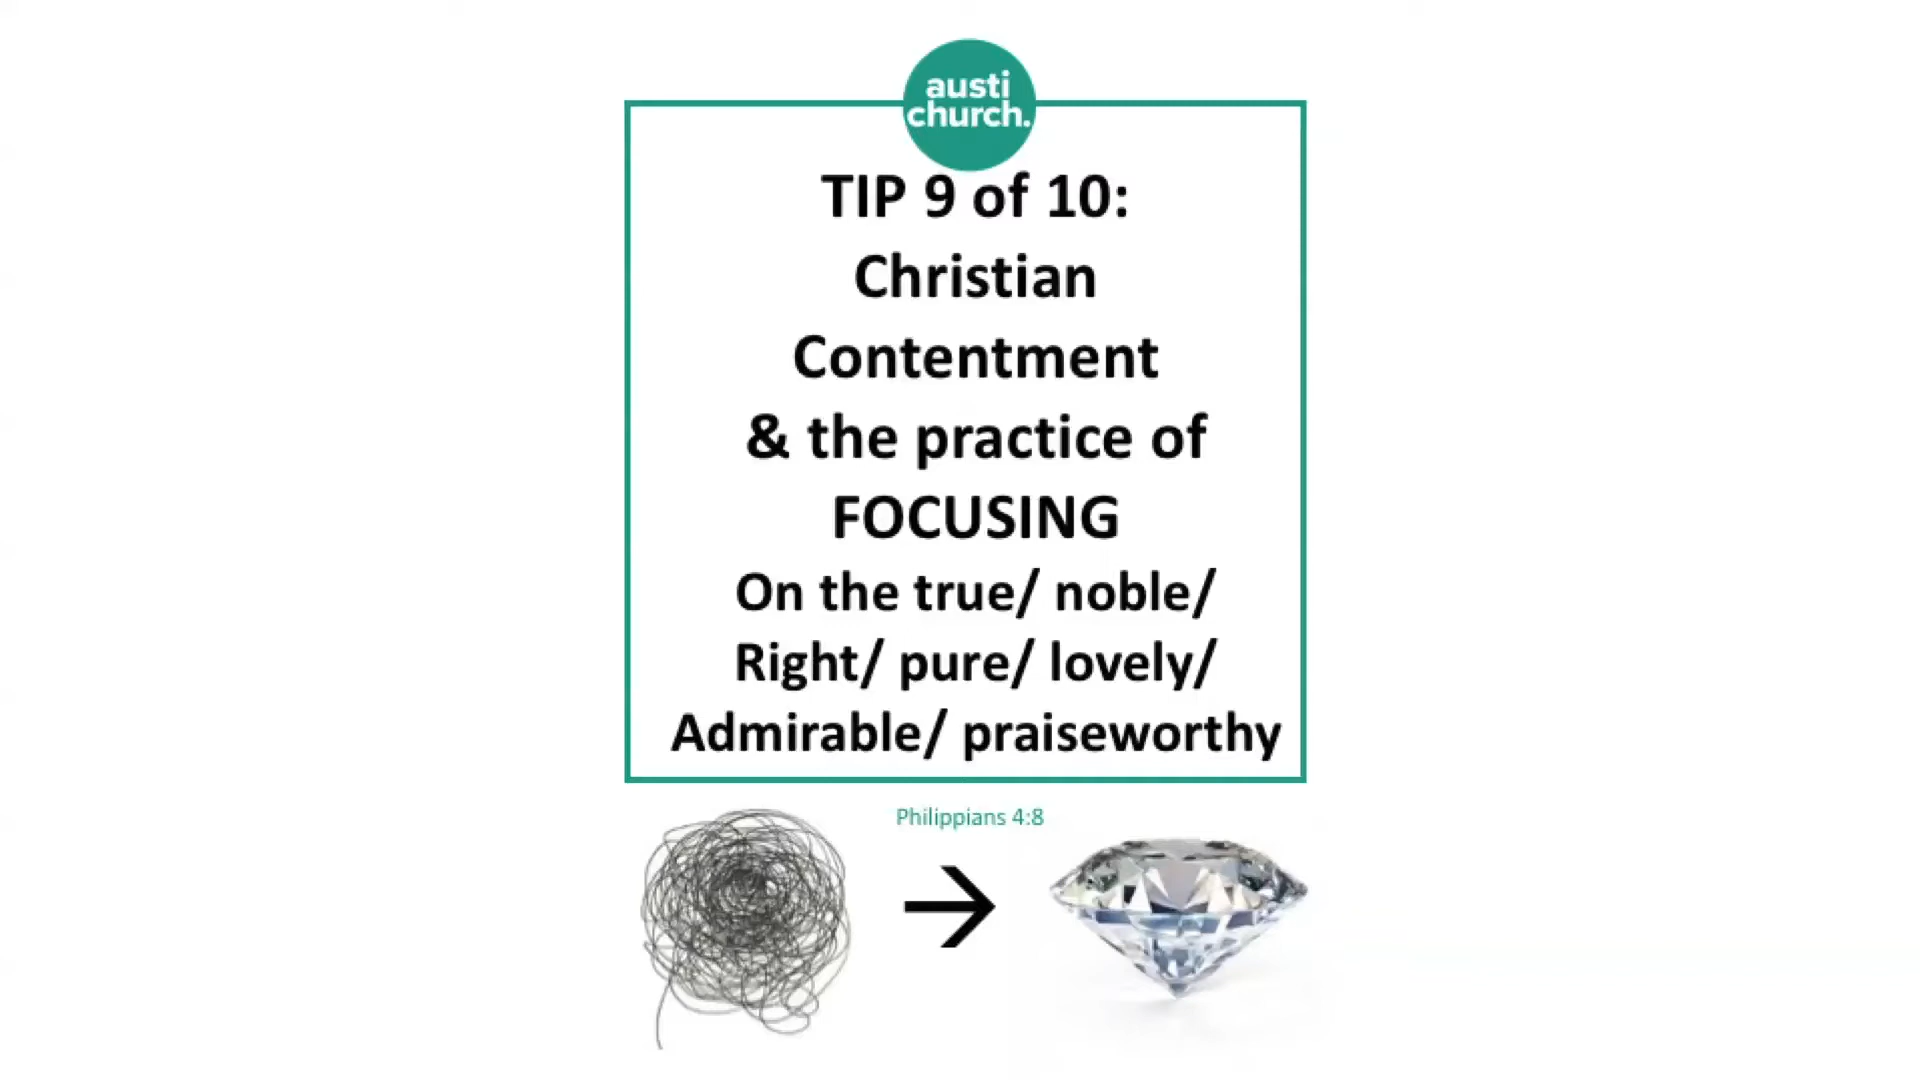 austi
church.
TIP 9 of 10:
Christian
Contentment
& the practice of
FOCUSING
On the true/ noble/
Right/ pure/ lovely/
Admirable/ praiseworthy
Philippians 4:8